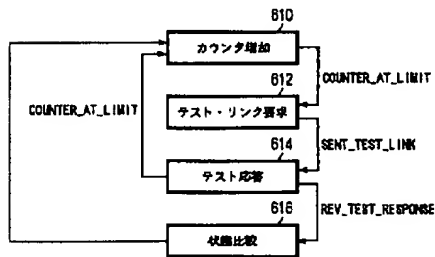 610
カウンタ増加
COUNTER_AT_LIMIT
612
テスト・リンク要求
COUNTER_AT_LIMIT
SENT_TEST_LINK
614
テスト応答
REV_TEST_RESPONSE
616
状態比較